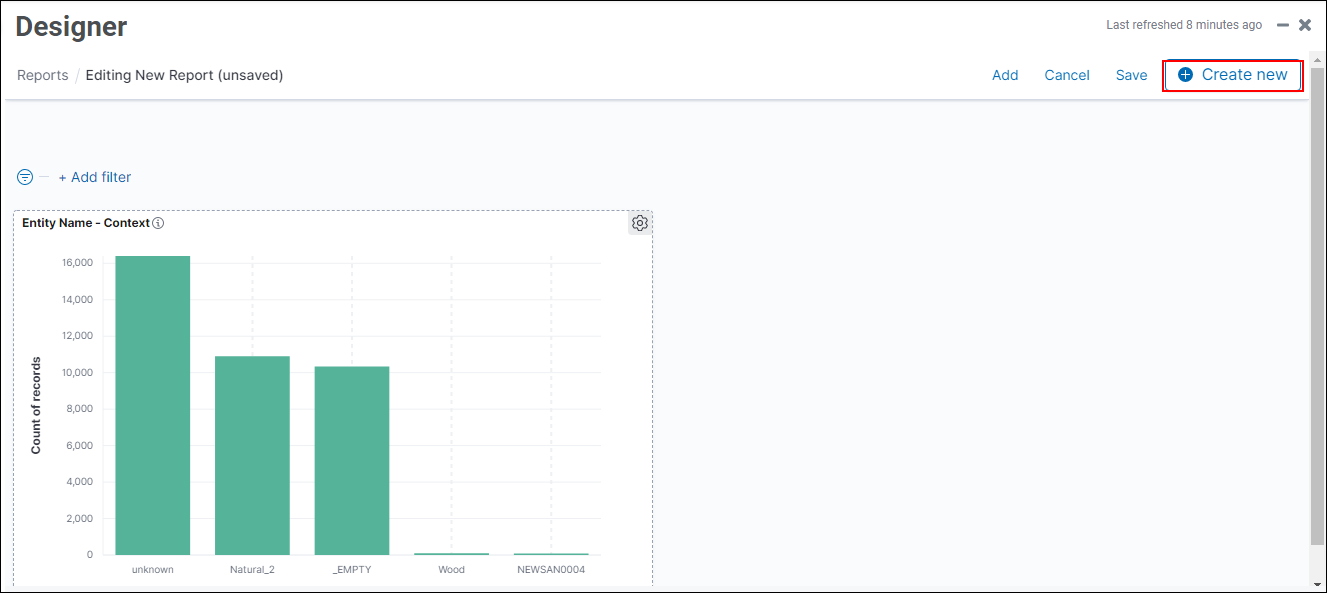 Designer
Last refreshed 8 minutes ago
Reports / Editing New Report (unsaved)
Add
Cancel
Save
Create new
+ Add filter
Entity Name - Context
Count of records
16,000
14,000
12,000
10,000
8,000
6,000
4,000
2,000
0
unknown
Natural_2
_EMPTY
Wood
NEWSAN0004